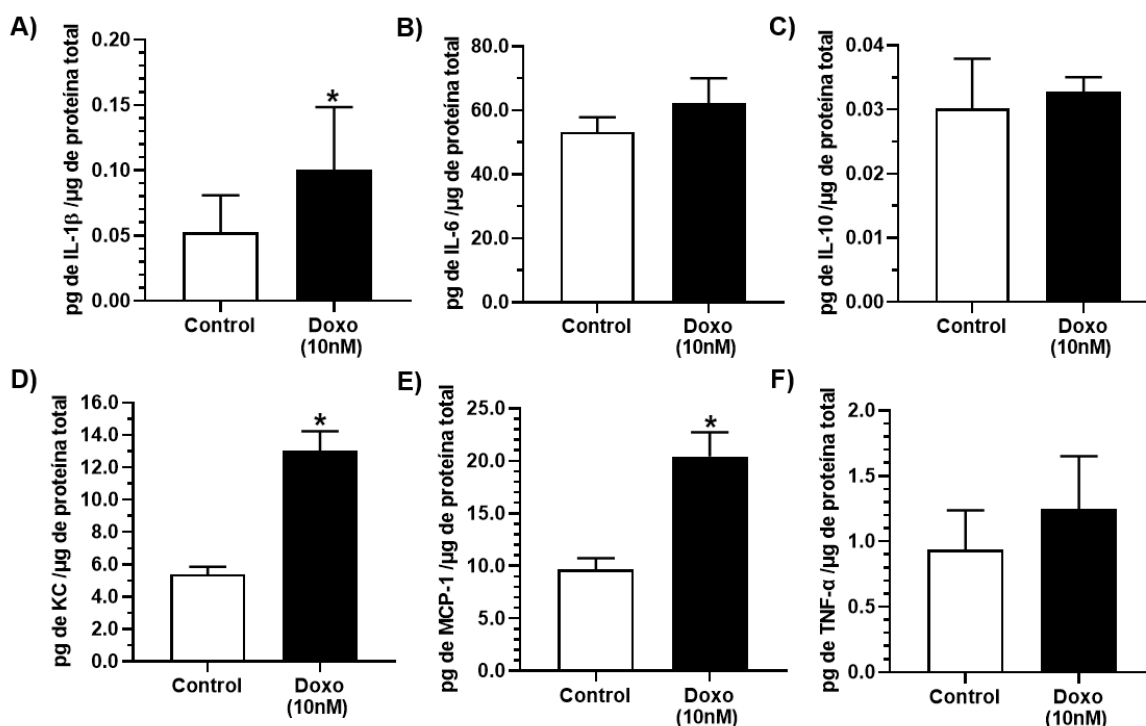 A)
pg de IL-1β /µg de proteína total
0.20
0.15
0.10
0.05
0.00
*
Control
Doxo
(10nM)
B)
pg de IL-6 /µg de proteína total
80.0
60.0
40.0
20.0
0.0
Control
Doxo
(10nM)
C)
pg de IL-10 /µg de proteína total
0.04
0.03
0.02
0.01
0.00
Control
Doxo
(10nM)
D)
pg de KC /µg de proteína total
16.0
14.0
12.0
10.0
8.0
6.0
4.0
2.0
0.0
*
Control
Doxo
(10nM)
E)
pg de MCP-1 /µg de proteína total
25.0
20.0
15.0
10.0
5.0
0.0
*
Control
Doxo
(10nM)
F)
pg de TNF-α /µg de proteína total
2.0
1.5
1.0
0.5
0.0
Control
Doxo
(10nM)